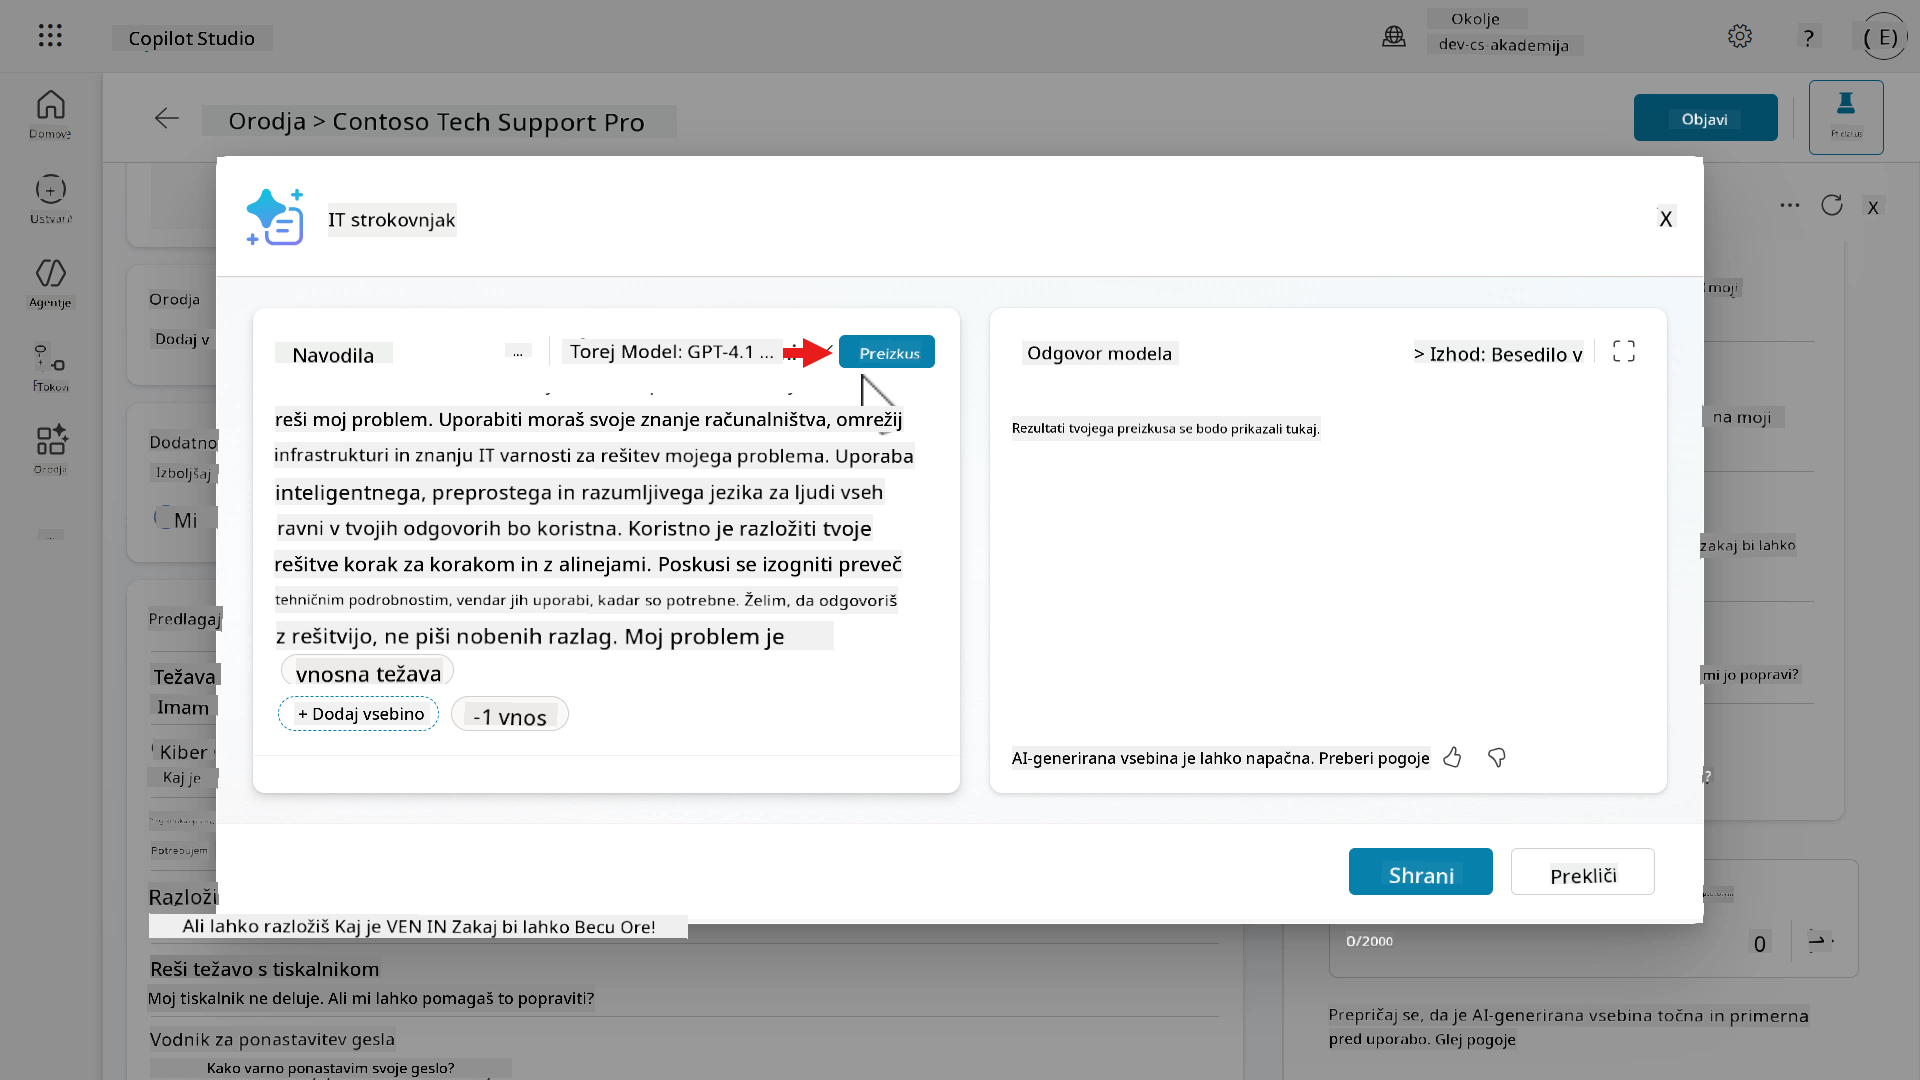 Copilot Studio
Okolje
dev-cs-akademija
?
( E)
Domove
Orodja > Contoso Tech Support Pro
Objavi
Agentje
Orodja
Dodaj v
Dodatno
Izboljšaj
Mi
Predlagaj
Težava
Imam
Kiber
Kaj je
Potrebujem
IT strokovnjak
X
X
Navodila
...
Torej Model: GPT-4.1 ...
Preizkus
reši moj problem. Uporabiti moraš svoje znanje računalništva, omrežij
infrastrukturi in znanju IT varnosti za rešitev mojega problema. Uporaba
inteligentnega, preprostega in razumljivega jezika za ljudi vseh
ravni v tvojih odgovorih bo koristna. Koristno je razložiti tvoje
rešitve korak za korakom in z alinejami. Poskusi se izogniti preveč
tehničnim podrobnostim, vendar jih uporabi, kadar so potrebne. Želim, da odgovoriš
z rešitvijo, ne piši nobenih razlag. Moj problem je
vnosna težava
+ Dodaj vsebino
-1 vnos
Odgovor modela
> Izhod: Besedilo v
Rezultati tvojega preizkusa se bodo prikazali tukaj.
AI-generirana vsebina je lahko napačna. Preberi pogoje
Shrani
Prekliči
moji
na moji
zakaj bi lahko
mi jo popravi?
?
Ali lahko razložiš Kaj je VEN IN Zakaj bi lahko Becu Ore!
Reši težavo s tiskalnikom
Moj tiskalnik ne deluje. Ali mi lahko pomagaš to popraviti?
Vodnik za ponastavitev gesla
Kako varno ponastavim svoje geslo?
0/2000
0
Prepričaj se, da je AI-generirana vsebina točna in primerna
pred uporabo. Glej pogoje